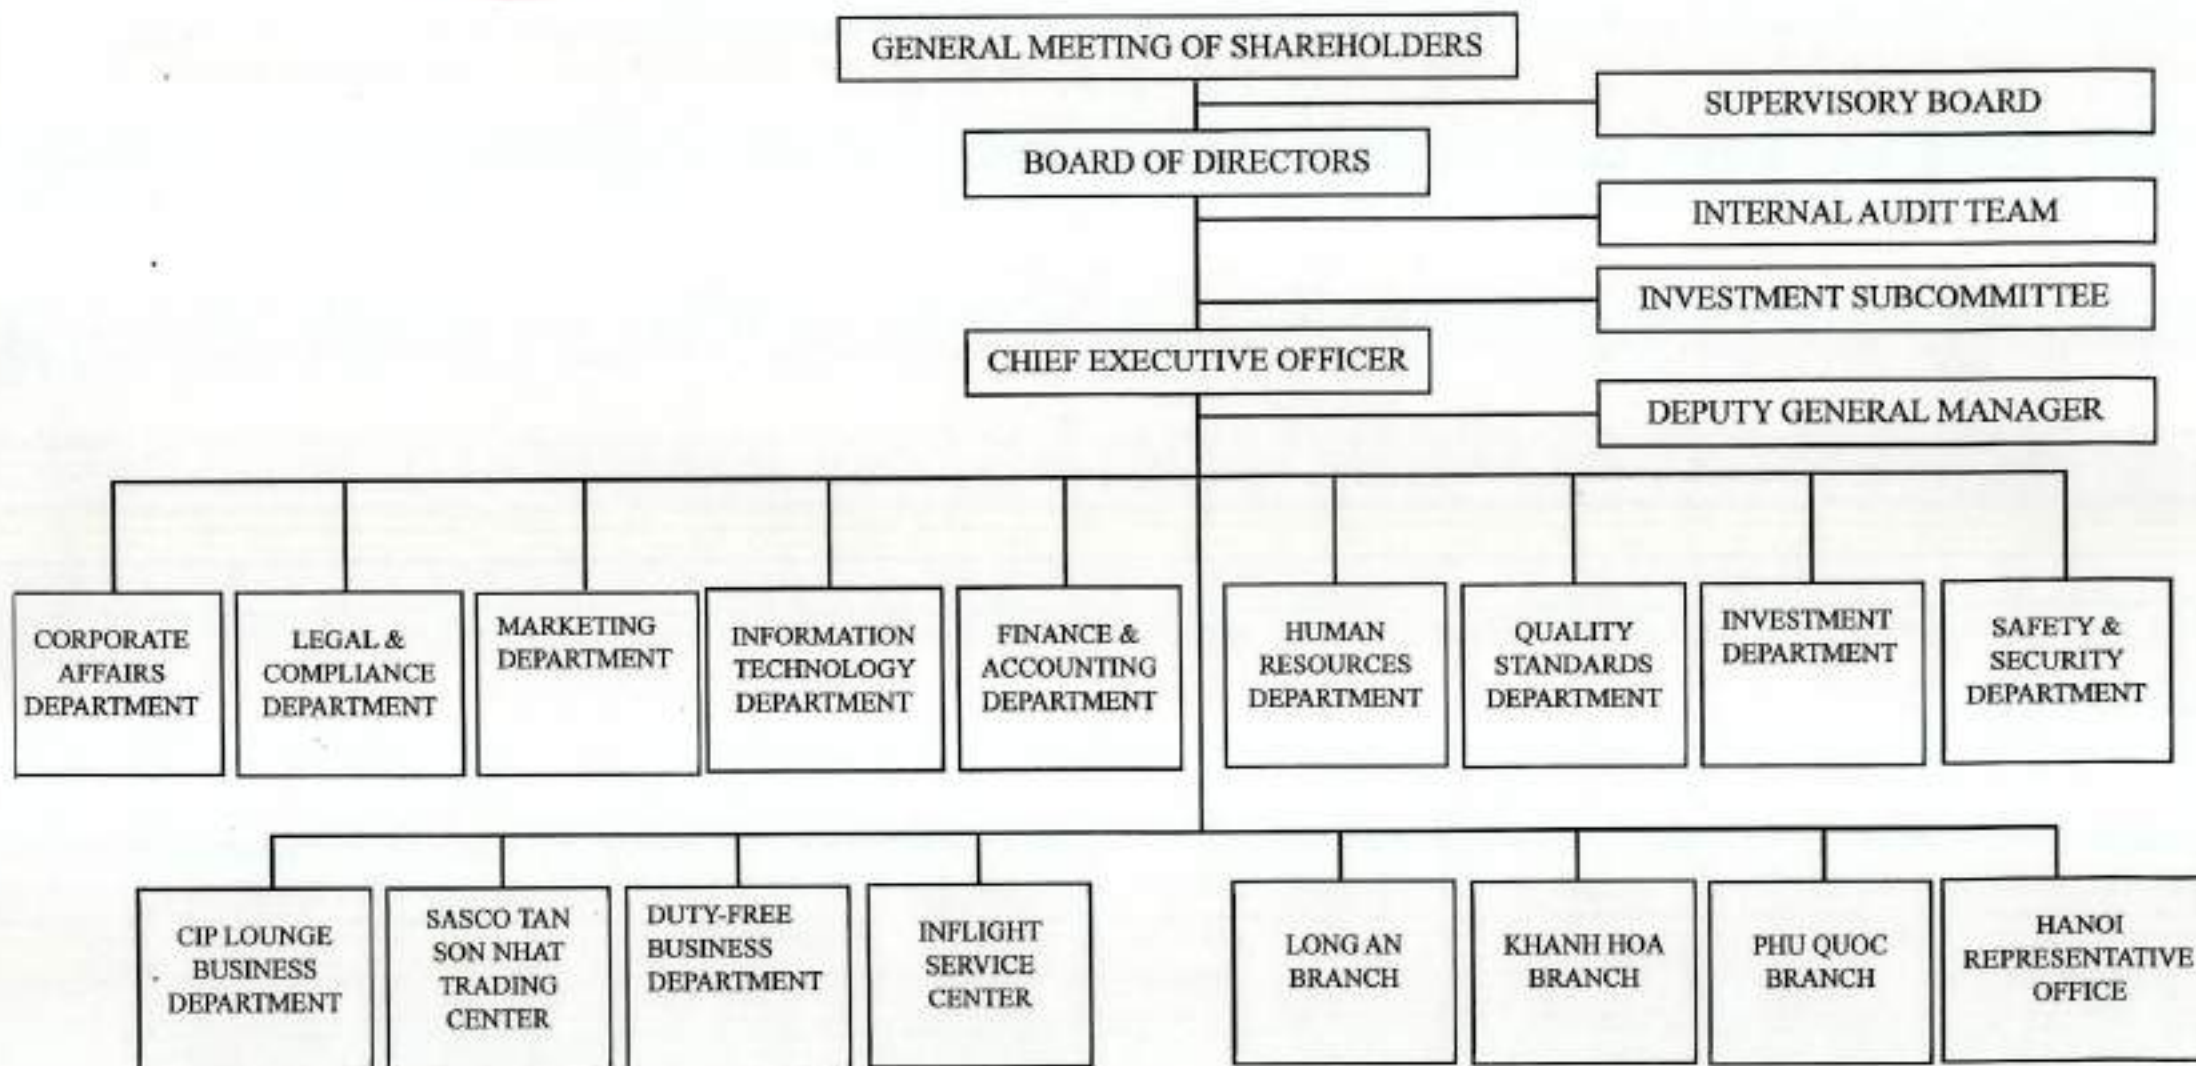 GENERAL MEETING OF SHAREHOLDERS
SUPERVISORY BOARD
BOARD OF DIRECTORS
INTERNAL AUDIT TEAM
INVESTMENT SUBCOMMITTEE
CHIEF EXECUTIVE OFFICER
DEPUTY GENERAL MANAGER
CORPORATE
AFFAIRS
DEPARTMENT
LEGAL &
COMPLIANCE
DEPARTMENT
MARKETING
DEPARTMENT
INFORMATION
TECHNOLOGY
DEPARTMENT
FINANCE &
ACCOUNTING
DEPARTMENT
HUMAN
RESOURCES
DEPARTMENT
QUALITY
STANDARDS
DEPARTMENT
INVESTMENT
DEPARTMENT
SAFETY &
SECURITY
DEPARTMENT
CIP LOUNGE
BUSINESS
DEPARTMENT
SASCO TAN
SON NHAT
TRADING
CENTER
DUTY-FREE
BUSINESS
DEPARTMENT
INFLIGHT
SERVICE
CENTER
LONG AN
BRANCH
KHANH HOA
BRANCH
PHU QUOC
BRANCH
HANOI
REPRESENTATIVE
OFFICE